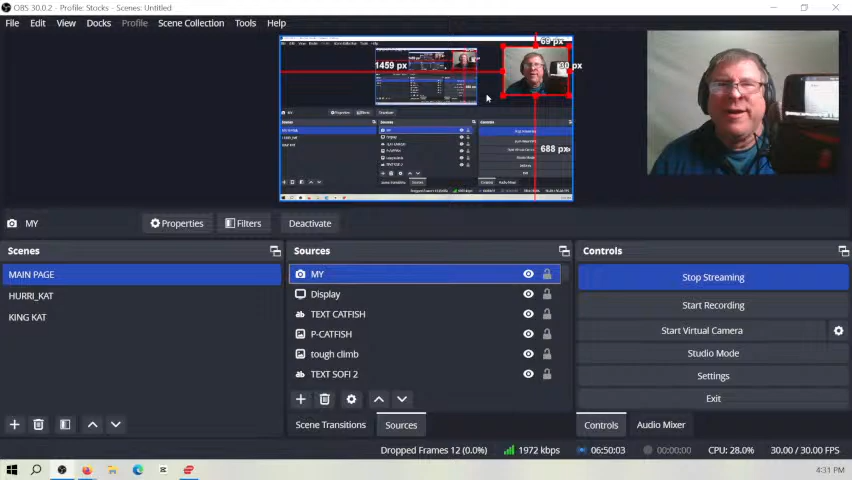 OBS 30.0.2 - Profile: Stocks - Scenes: Untitled
File Edit View Docks Profile Scene Collection Tools Help
69 px
1459 px
30 px
688 px
MY Properties Filters Deactivate
Scenes
MAIN PAGE
HURRI_KAT
KING KAT
Sources
MY
Display
TEXT CATFISH
P-CATFISH
tough climb
TEXT SOFI 2
Scene Transitions Sources
Controls
Stop Streaming
Start Recording
Start Virtual Camera
Studio Mode
Settings
Exit
Controls Audio Mixer
Dropped Frames 12 (0.0%) 1972 kbps 06:50:03 00:00:00 CPU: 28.0% 30.00 / 30.00 FPS
4:31 PM